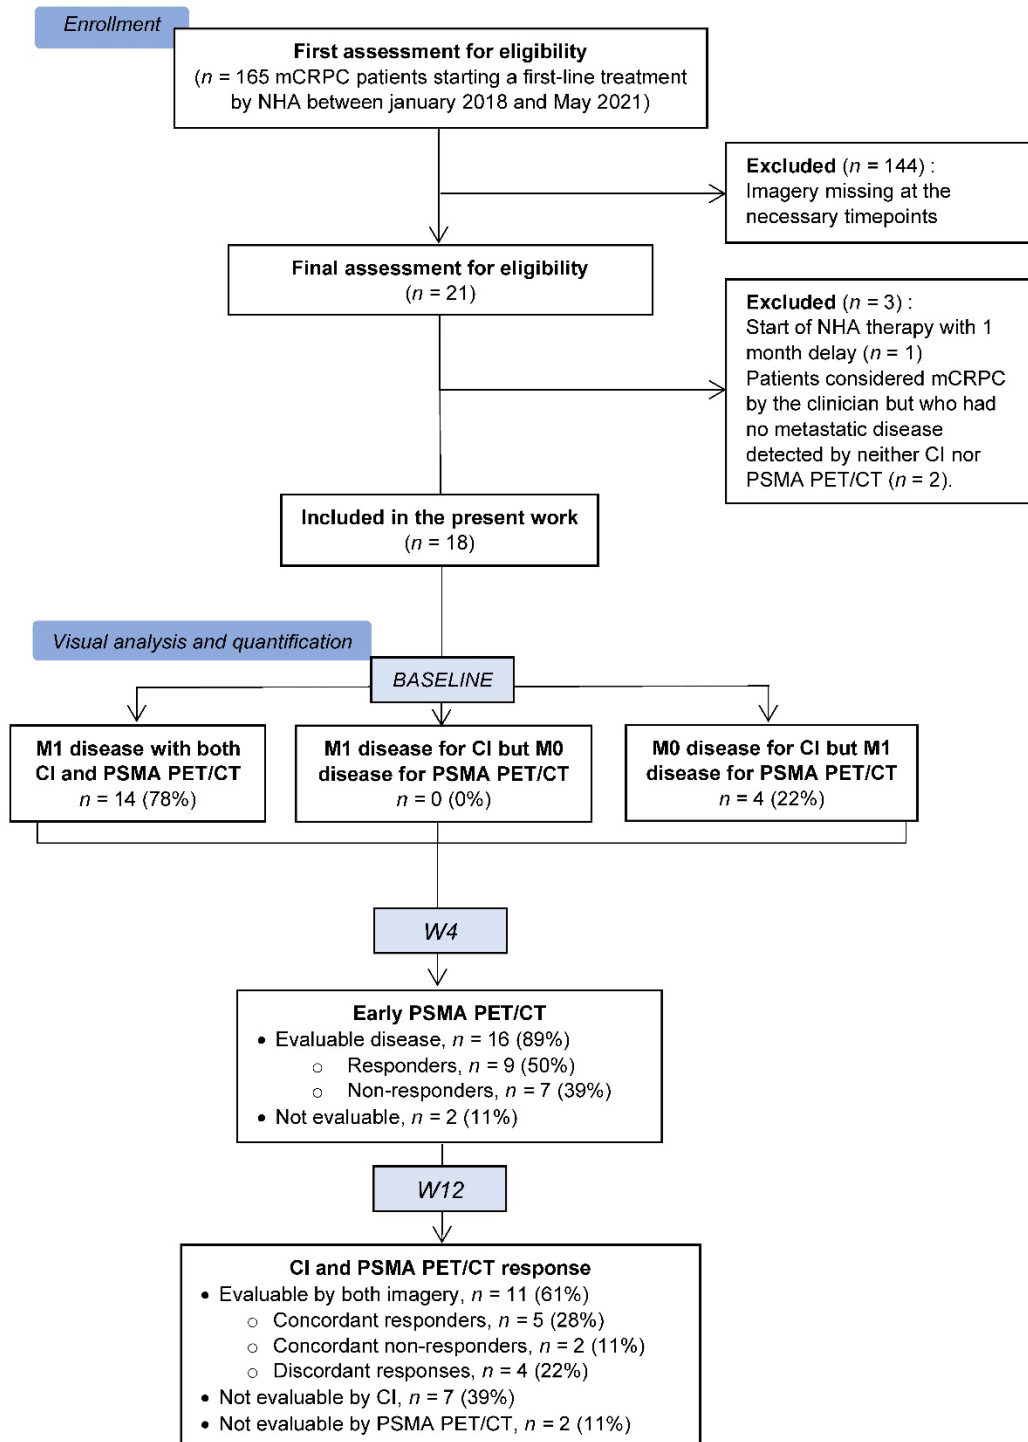 Enrollment
First assessment for eligibility
(n = 165 mCRPC patients starting a first-line treatment
by NHA between january 2018 and May 2021)
Excluded (n = 144) :
Imagery missing at the
necessary timepoints
Final assessment for eligibility
(n = 21)
Excluded (n = 3) :
Start of NHA therapy with 1
month delay (n = 1)
Patients considered mCRPC
by the clinician but who had
no metastatic disease
detected by neither CI nor
PSMA PET/CT (n = 2).
Included in the present work
(n = 18)
Visual analysis and quantification
BASELINE
M1 disease with both
CI and PSMA PET/CT
n = 14 (78%)
M1 disease for CI but M0
disease for PSMA PET/CT
n = 0 (0%)
M0 disease for CI but M1
disease for PSMA PET/CT
n = 4 (22%)
W4
Early PSMA PET/CT
• Evaluable disease, n = 16 (89%)
○ Responders, n = 9 (50%)
○ Non-responders, n = 7 (39%)
• Not evaluable, n = 2 (11%)
W12
CI and PSMA PET/CT response
• Evaluable by both imagery, n = 11 (61%)
○ Concordant responders, n = 5 (28%)
○ Concordant non-responders, n = 2 (11%)
○ Discordant responses, n = 4 (22%)
• Not evaluable by CI, n = 7 (39%)
• Not evaluable by PSMA PET/CT, n = 2 (11%)